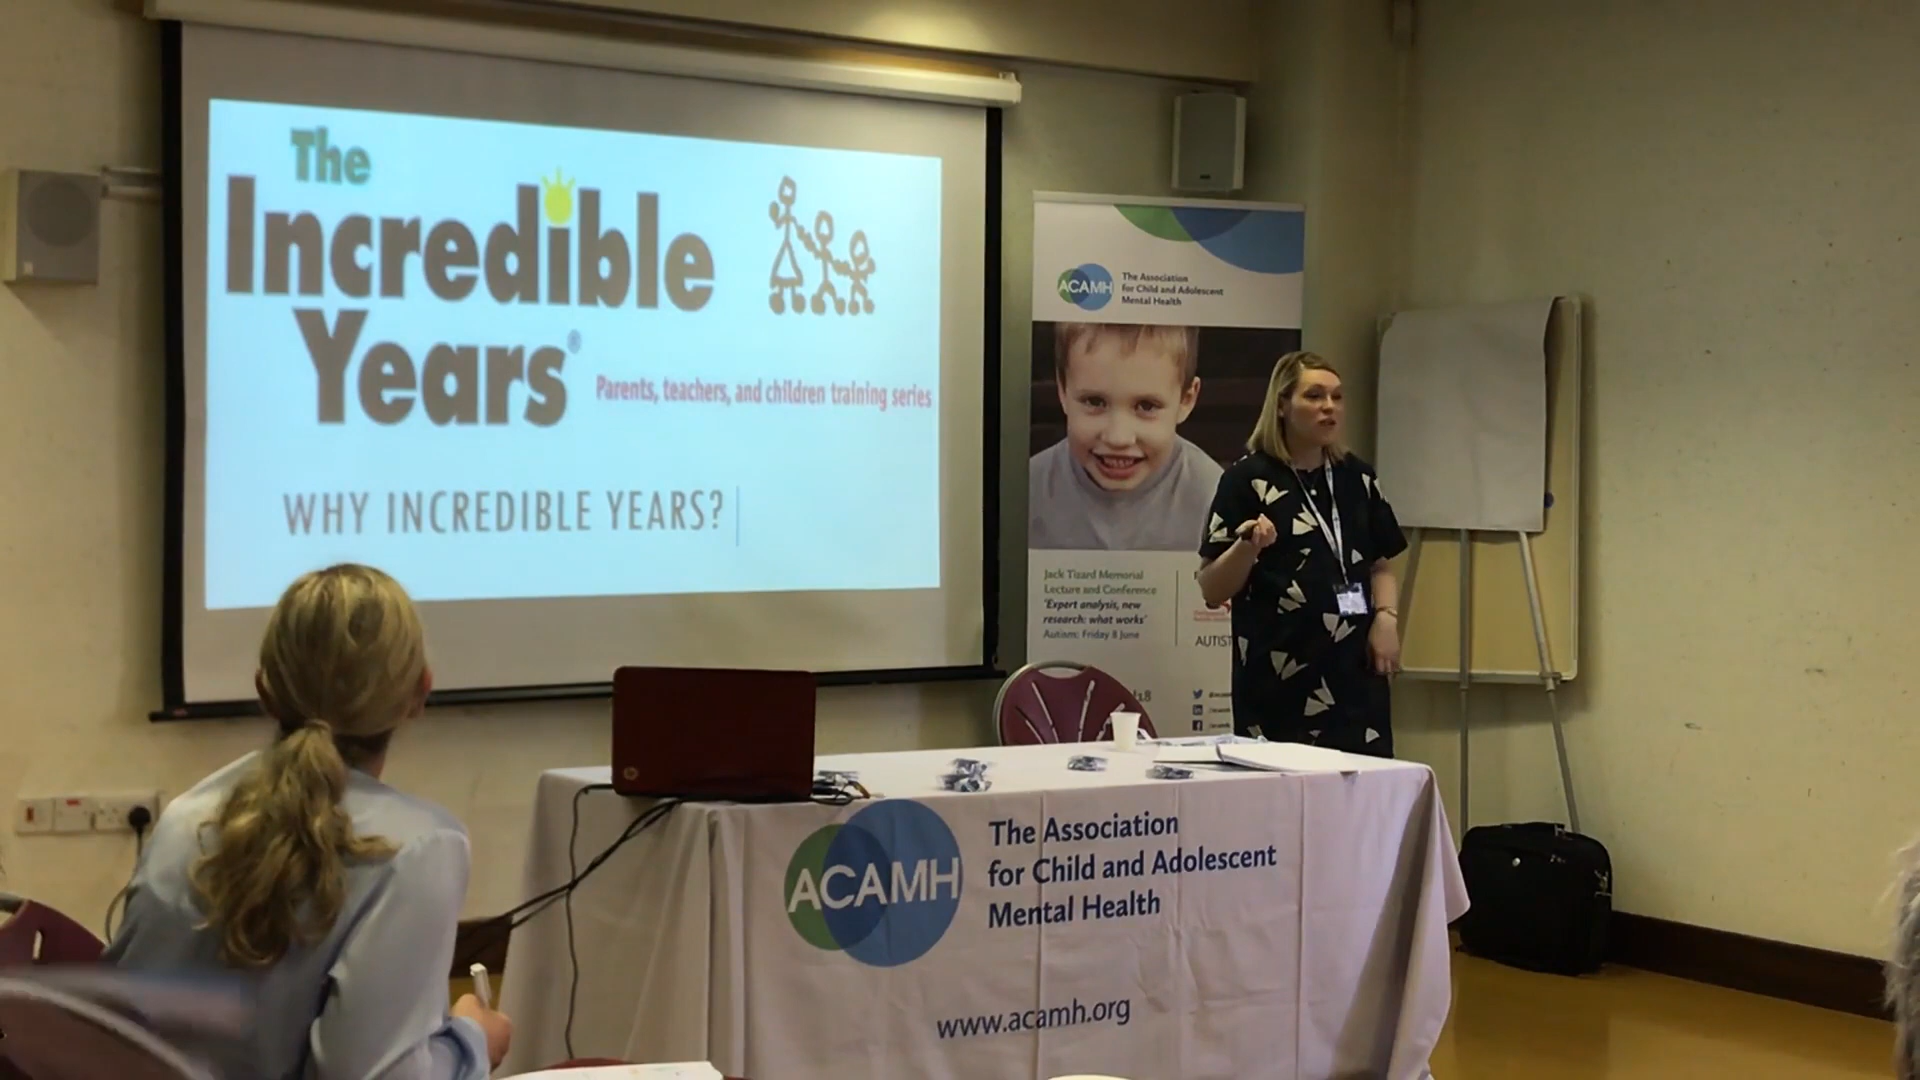 The
Incredible
Years®
Parents, teachers, and children training series
WHY INCREDIBLE YEARS?
ACAMH
The Association
for Child and Adolescent
Mental Health
Jack Tizard Memorial
Lecture and Conference
'Expert analysis, new
research: what works'
Autism: Friday 8 June
ACAMH
The Association
for Child and Adolescent
Mental Health
www.acamh.org